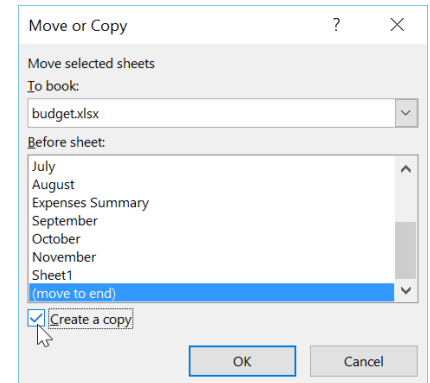 Move or Copy ?
Move selected sheets
To book:
budget.xlsx
Before sheet:
July
August
Expenses Summary
September
October
November
Sheet1
(move to end)
Create a copy
OK Cancel